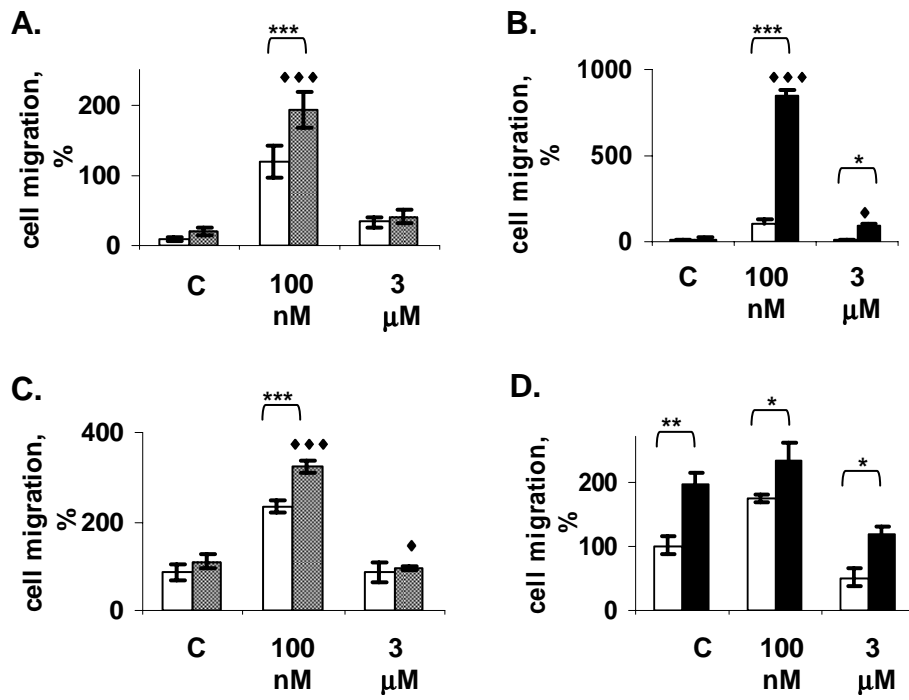 A.
***
♦♦♦
200
100
0
cell migration,
%
C
100
nM
3
μM
B.
***
♦♦♦
1000
500
0
*
♦
cell migration,
%
C
100
nM
3
μM
C.
***
♦♦♦
400
200
0
♦
cell migration,
%
C
100
nM
3
μM
D.
**
*
*
200
100
0
cell migration,
%
C
100
nM
3
μM